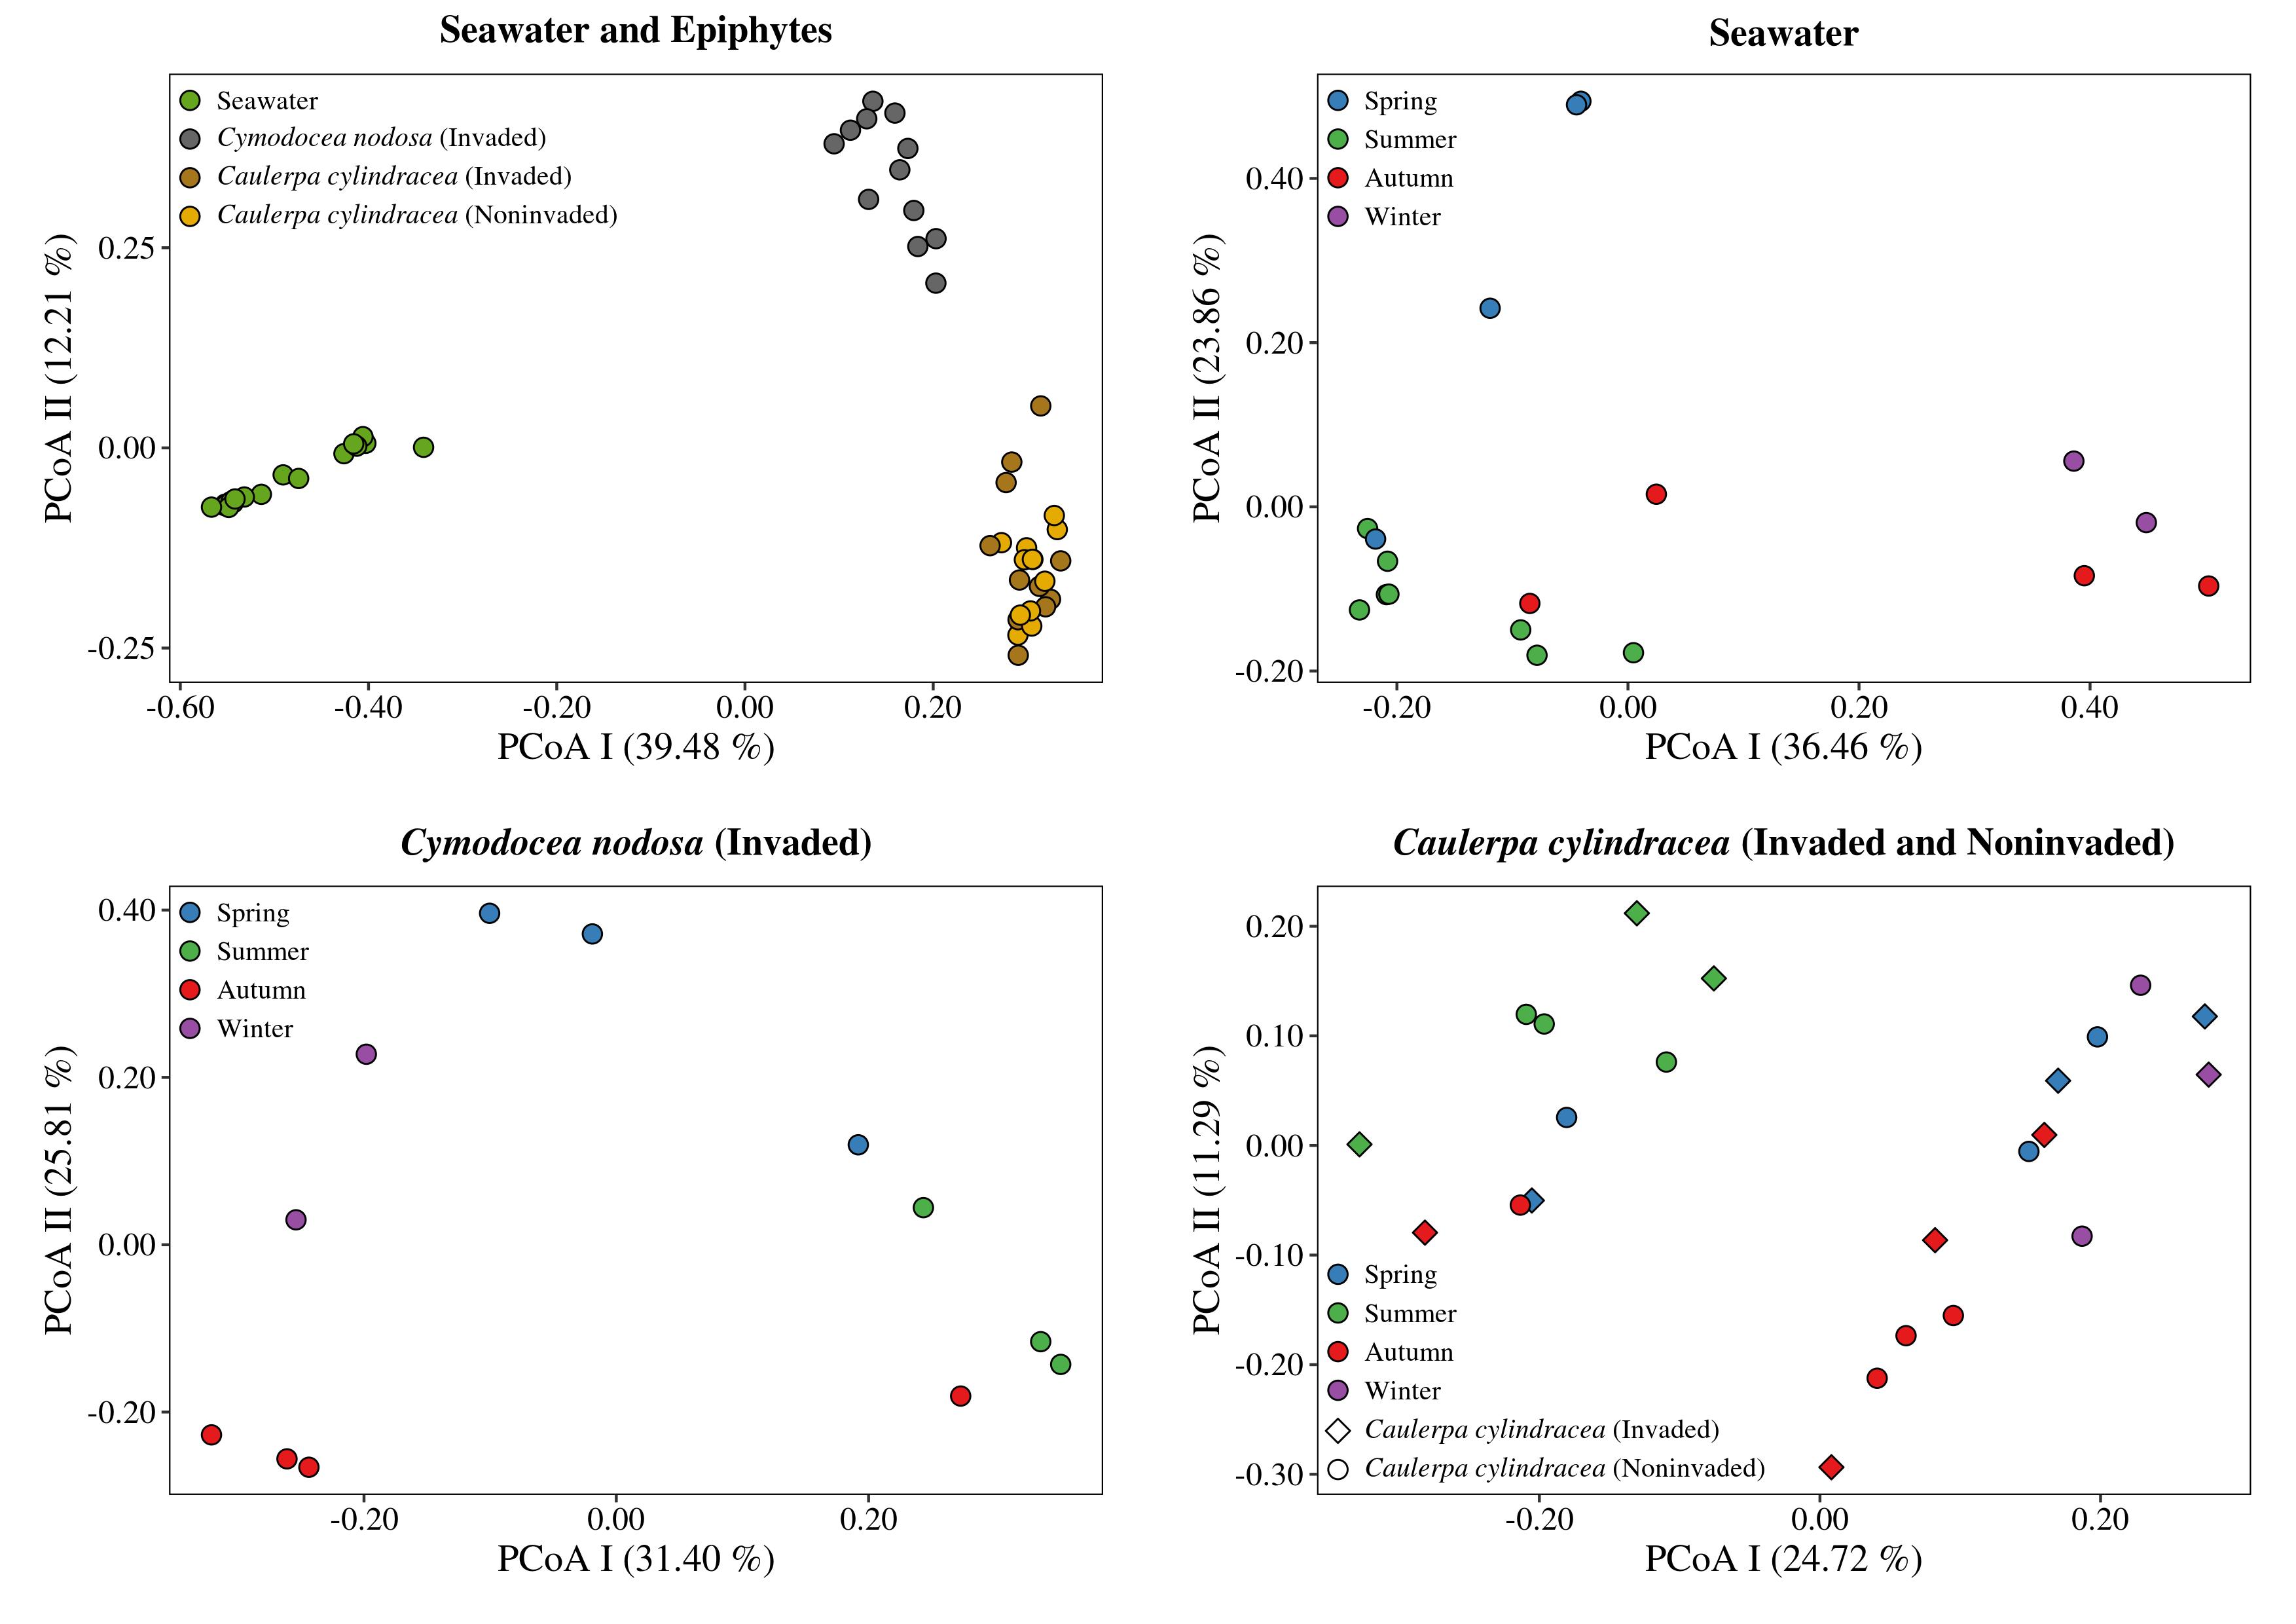 Seawater and Epiphytes
Seawater
Cymodocea nodosa (Invaded)
Caulerpa cylindracea (Invaded)
Caulerpa cylindracea (Noninvaded)
0.25
0.00
-0.25
-0.60 -0.40 -0.20 0.00 0.20
PCoA I (39.48 %)
PCoA II (12.21 %)
Seawater
Spring
Summer
Autumn
Winter
0.40
0.20
0.00
-0.20
-0.20 0.00 0.20 0.40
PCoA I (36.46 %)
PCoA II (23.86 %)
Cymodocea nodosa (Invaded)
Spring
Summer
Autumn
Winter
0.40
0.20
0.00
-0.20
-0.20 0.00 0.20
PCoA I (31.40 %)
PCoA II (25.81 %)
Caulerpa cylindracea (Invaded and Noninvaded)
0.20
0.10
0.00
-0.10
-0.20
-0.30
Spring
Summer
Autumn
Winter
Caulerpa cylindracea (Invaded)
Caulerpa cylindracea (Noninvaded)
-0.20 0.00 0.20
PCoA I (24.72 %)
PCoA II (11.29 %)